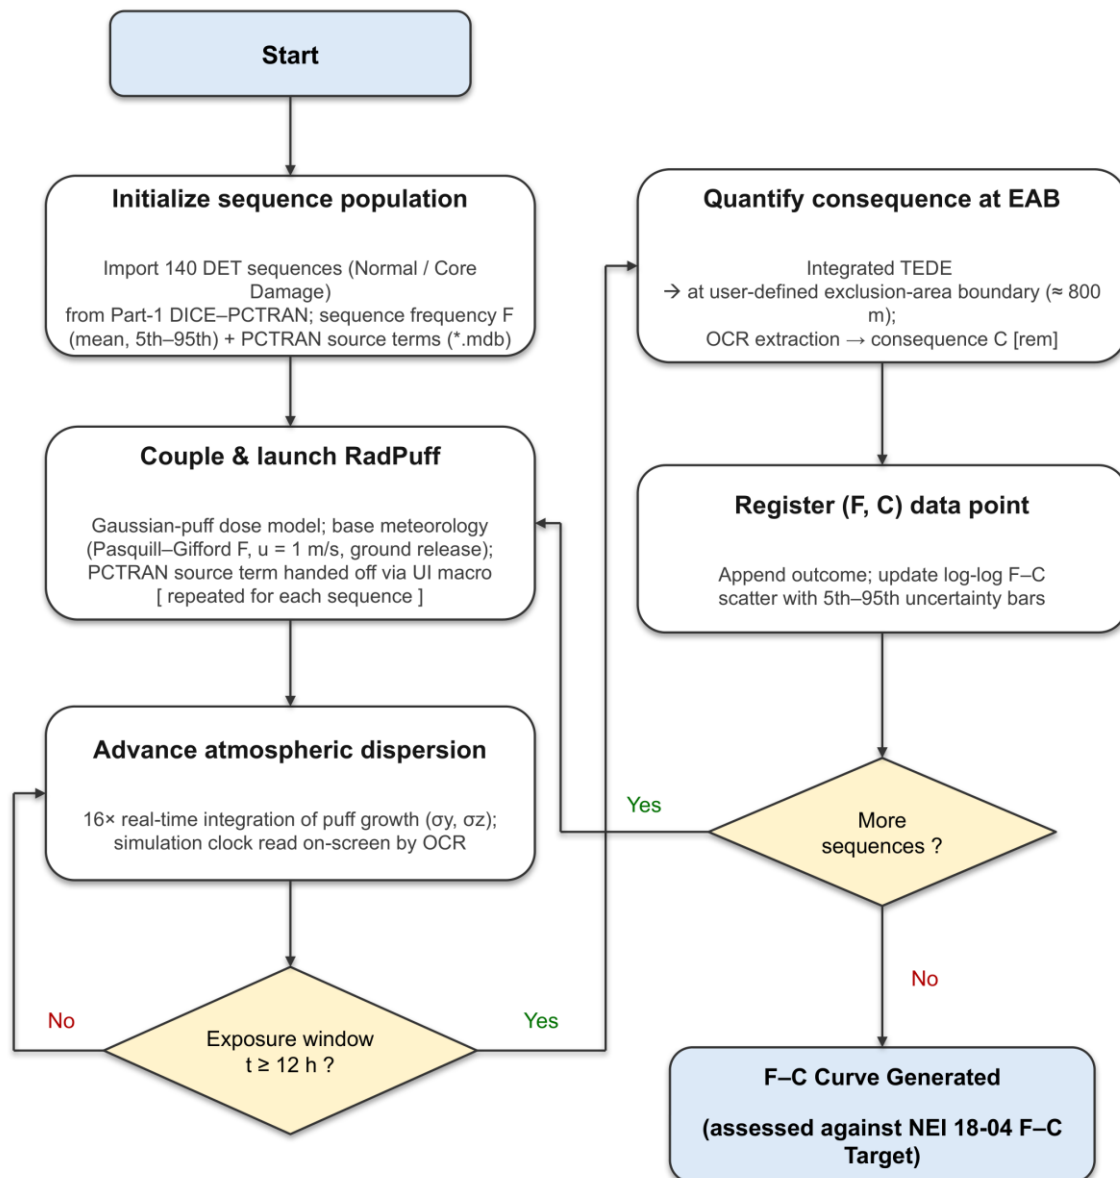 Start
Initialize sequence population
Import 140 DET sequences (Normal / Core
Damage)
from Part-1 DICE–PCTRAN; sequence frequency F
(mean, 5th–95th) + PCTRAN source terms (*.mdb)
Couple & launch RadPuff
Gaussian-puff dose model; base meteorology
(Pasquill–Gifford F, u = 1 m/s, ground release);
PCTRAN source term handed off via UI macro
[ repeated for each sequence ]
Advance atmospheric dispersion
16× real-time integration of puff growth (σy, σz);
simulation clock read on-screen by OCR
No
Exposure window
t ≥ 12 h ?
Yes
Quantify consequence at EAB
Integrated TEDE
→ at user-defined exclusion-area boundary (≈ 800
m);
OCR extraction → consequence C [rem]
Register (F, C) data point
Append outcome; update log-log F–C
scatter with 5th–95th uncertainty bars
Yes
More
sequences ?
No
F–C Curve Generated
(assessed against NEI 18-04 F–C
Target)